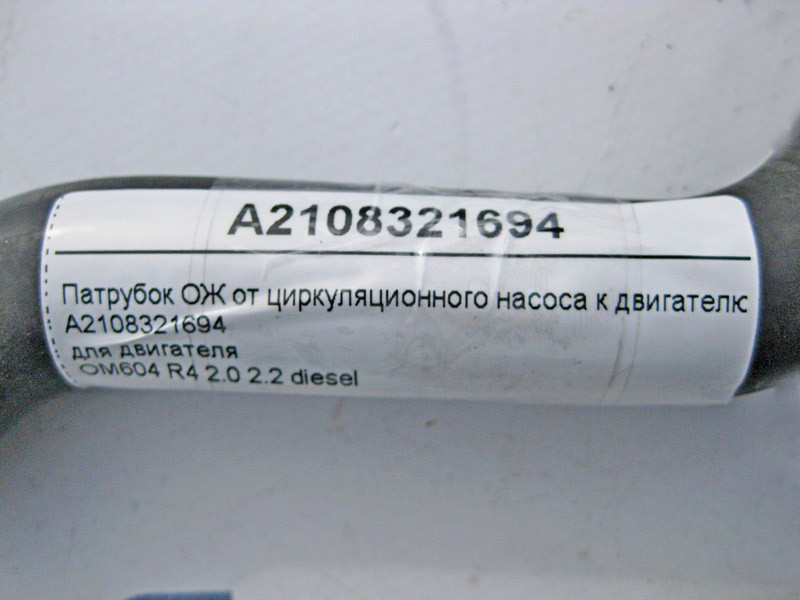 A2108321694
Патрубок ОЖ от циркуляционного насоса к двигателю
A2108321694
для двигателя
OM604 R4 2.0 2.2 diesel